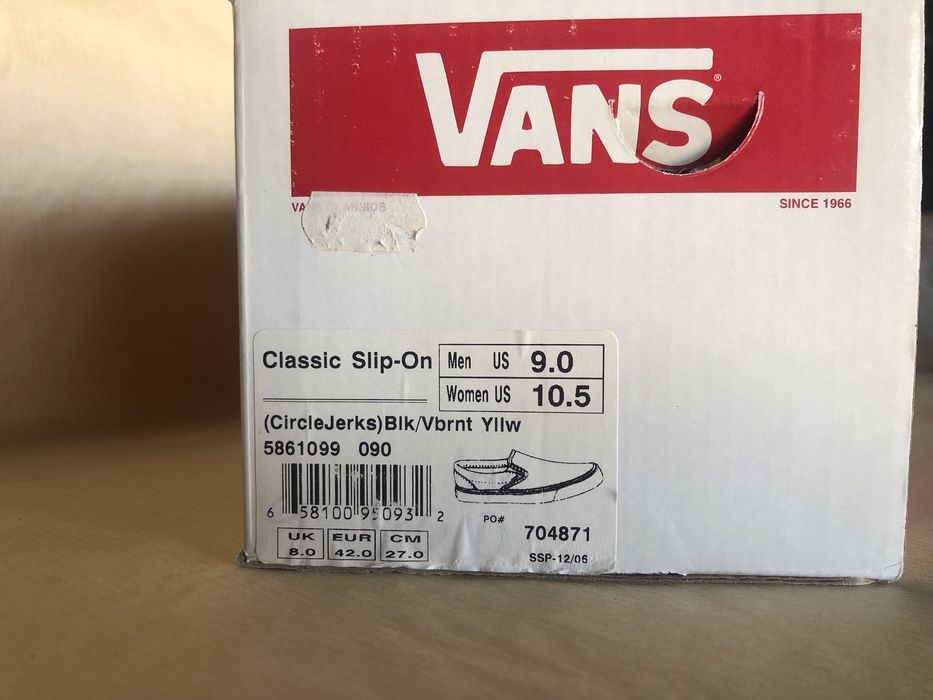 VANS®
VANS CLASSICS
SINCE 1966
Classic Slip-On
Men US 9.0
Women US 10.5
(CircleJerks)Blk/Vbrnt Yllw
5861099 090
6 58100 95093 2
PO#
704871
SSP-12/06
UK EUR CM
8.0 42.0 27.0